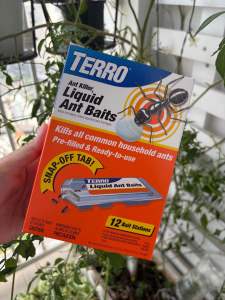 TERRO®
Ant Killer
Liquid
Ant Baits
Kills all common household ants
Pre-filled & Ready-to-use
SNAP-OFF TAB!
TERRO
Liquid Ant Baits
12 Bait Stations